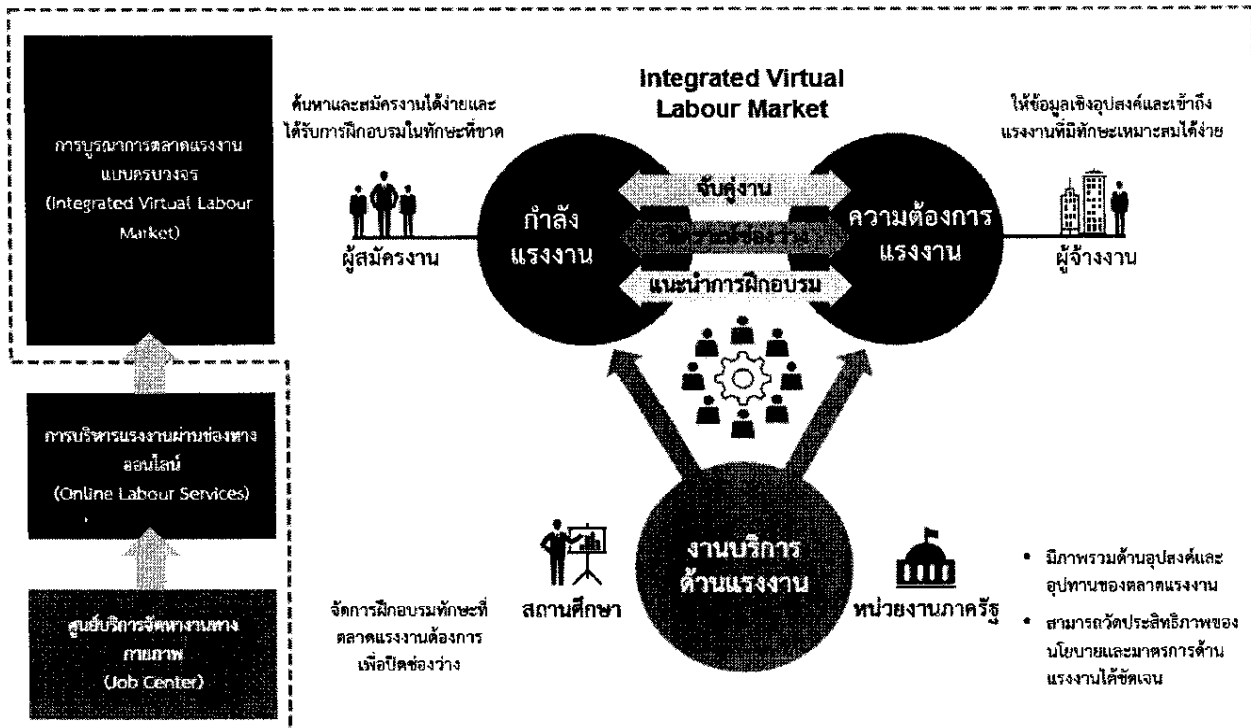 การบูรณาการตลาดแรงงาน
แบบครบวงจร
(Integrated Virtual Labour
Market)
การบริหารแรงงานผ่านช่องทาง
ออนไลน์
(Online Labour Services)
ศูนย์บริการจัดหางานทาง
กายภาพ
(Job Center)
Integrated Virtual
Labour Market
ค้นหาและสมัครงานได้ง่ายและ
ได้รับการฝึกอบรมในทักษะที่ขาด
ให้ข้อมูลเชิงอุปสงค์และเข้าถึง
แรงงานที่มีทักษะเหมาะสมได้ง่าย
ผู้สมัครงาน
กำลัง
แรงงาน
จับคู่งาน
แนะนำการฝึกอบรม
ความต้องการ
แรงงาน
ผู้จ้างงาน
งานบริการ
ด้านแรงงาน
สถานศึกษา
จัดการฝึกอบรมทักษะที่
ตลาดแรงงานต้องการ
เพื่อปิดช่องว่าง
หน่วยงานภาครัฐ
• มีภาพรวมด้านอุปสงค์และ
อุปทานของตลาดแรงงาน
• สามารถวัดประสิทธิภาพของ
นโยบายและมาตรการด้าน
แรงงานได้ชัดเจน